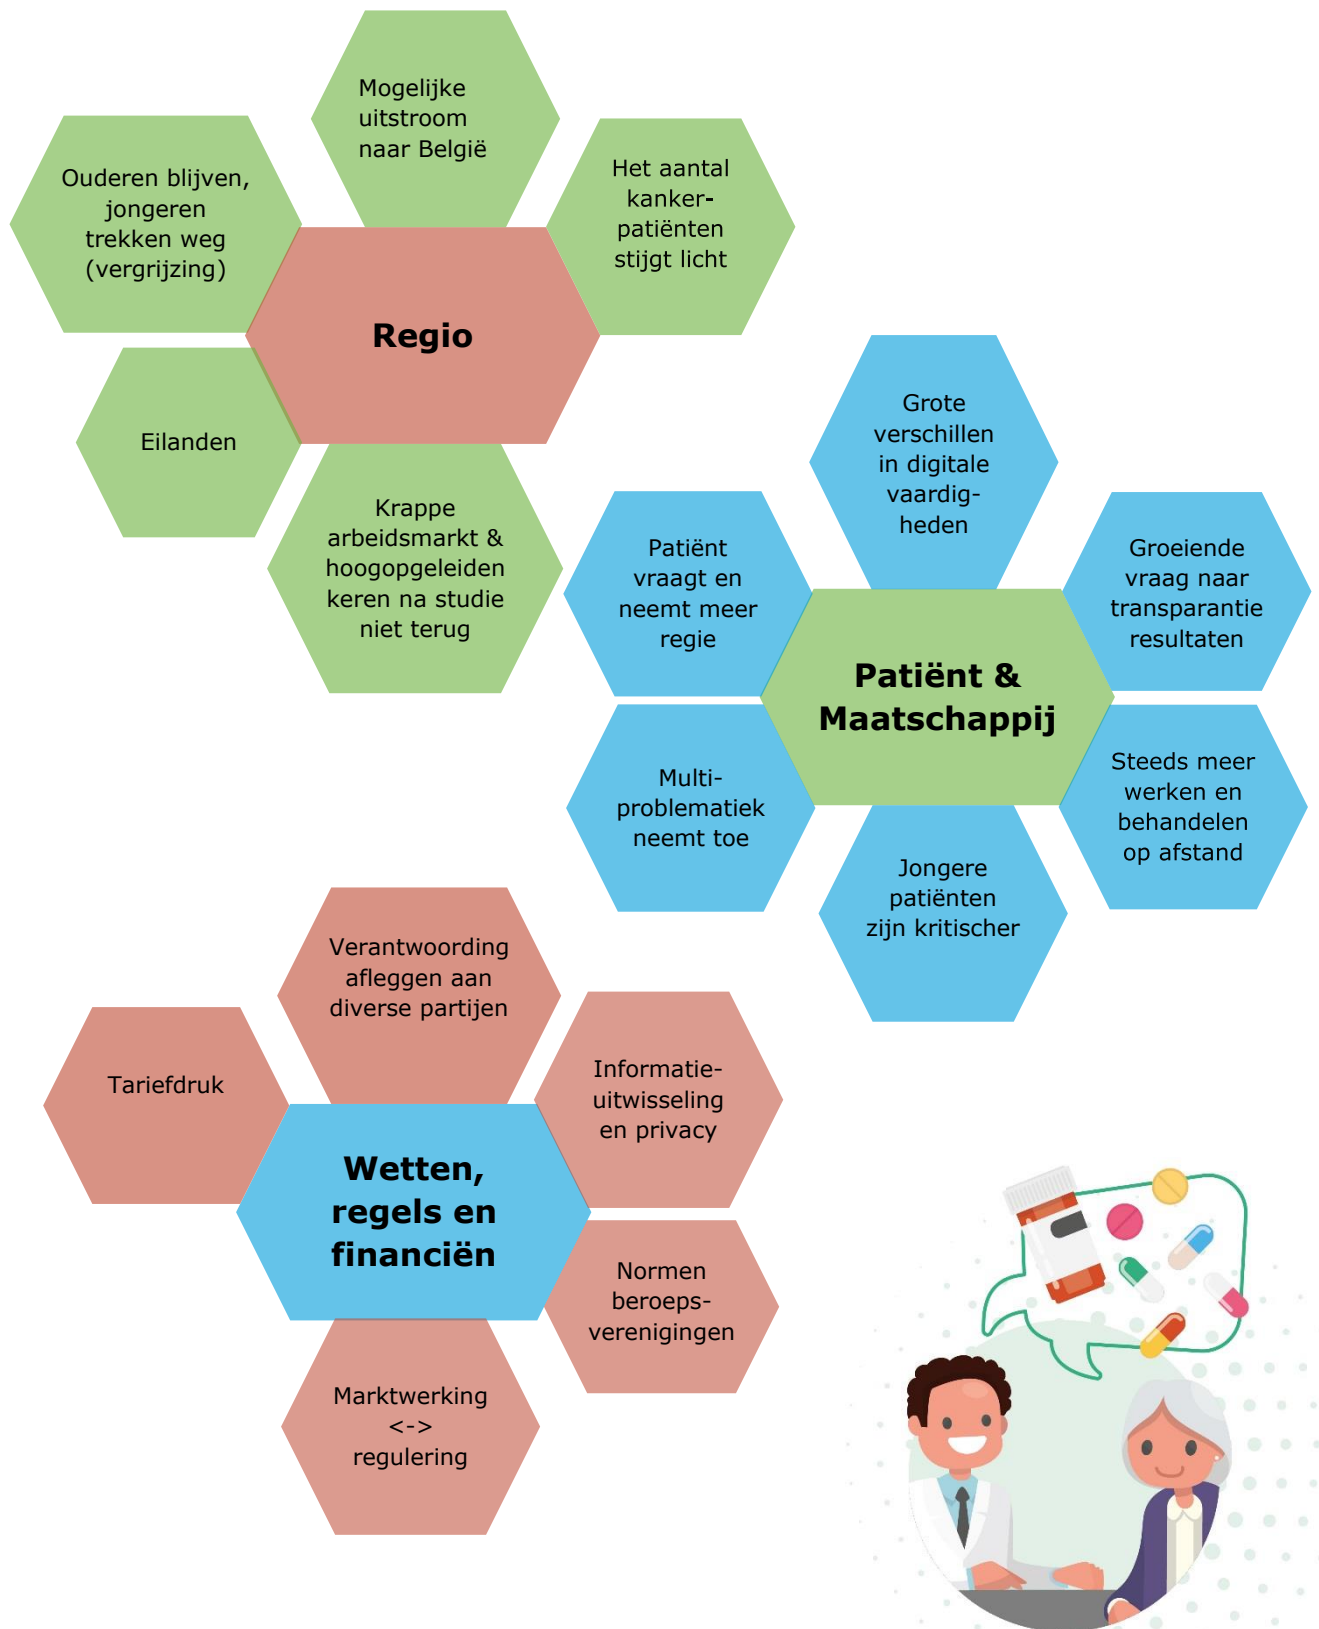 Mogelijke
uitstroom
naar België
Ouderen blijven,
jongeren
trekken weg
(vergrijzing)
Het aantal
kanker-
patiënten
stijgt licht
Regio
Eilanden
Krappe
arbeidsmarkt &
hoogopgeleiden
keren na studie
niet terug
Grote
verschillen
in digitale
vaardig-
heden
Patiënt
vraagt en
neemt meer
regie
Groeiende
vraag naar
transparantie
resultaten
Patiënt &
Maatschappij
Multi-
problematiek
neemt toe
Steeds meer
werken en
behandelen
op afstand
Jongere
patiënten
zijn kritischer
Verantwoording
afleggen aan
diverse partijen
Tariefdruk
Informatie-
uitwisseling
en privacy
Wetten,
regels en
financiën
Normen
beroeps-
verenigingen
Marktwerking
<->
regulering